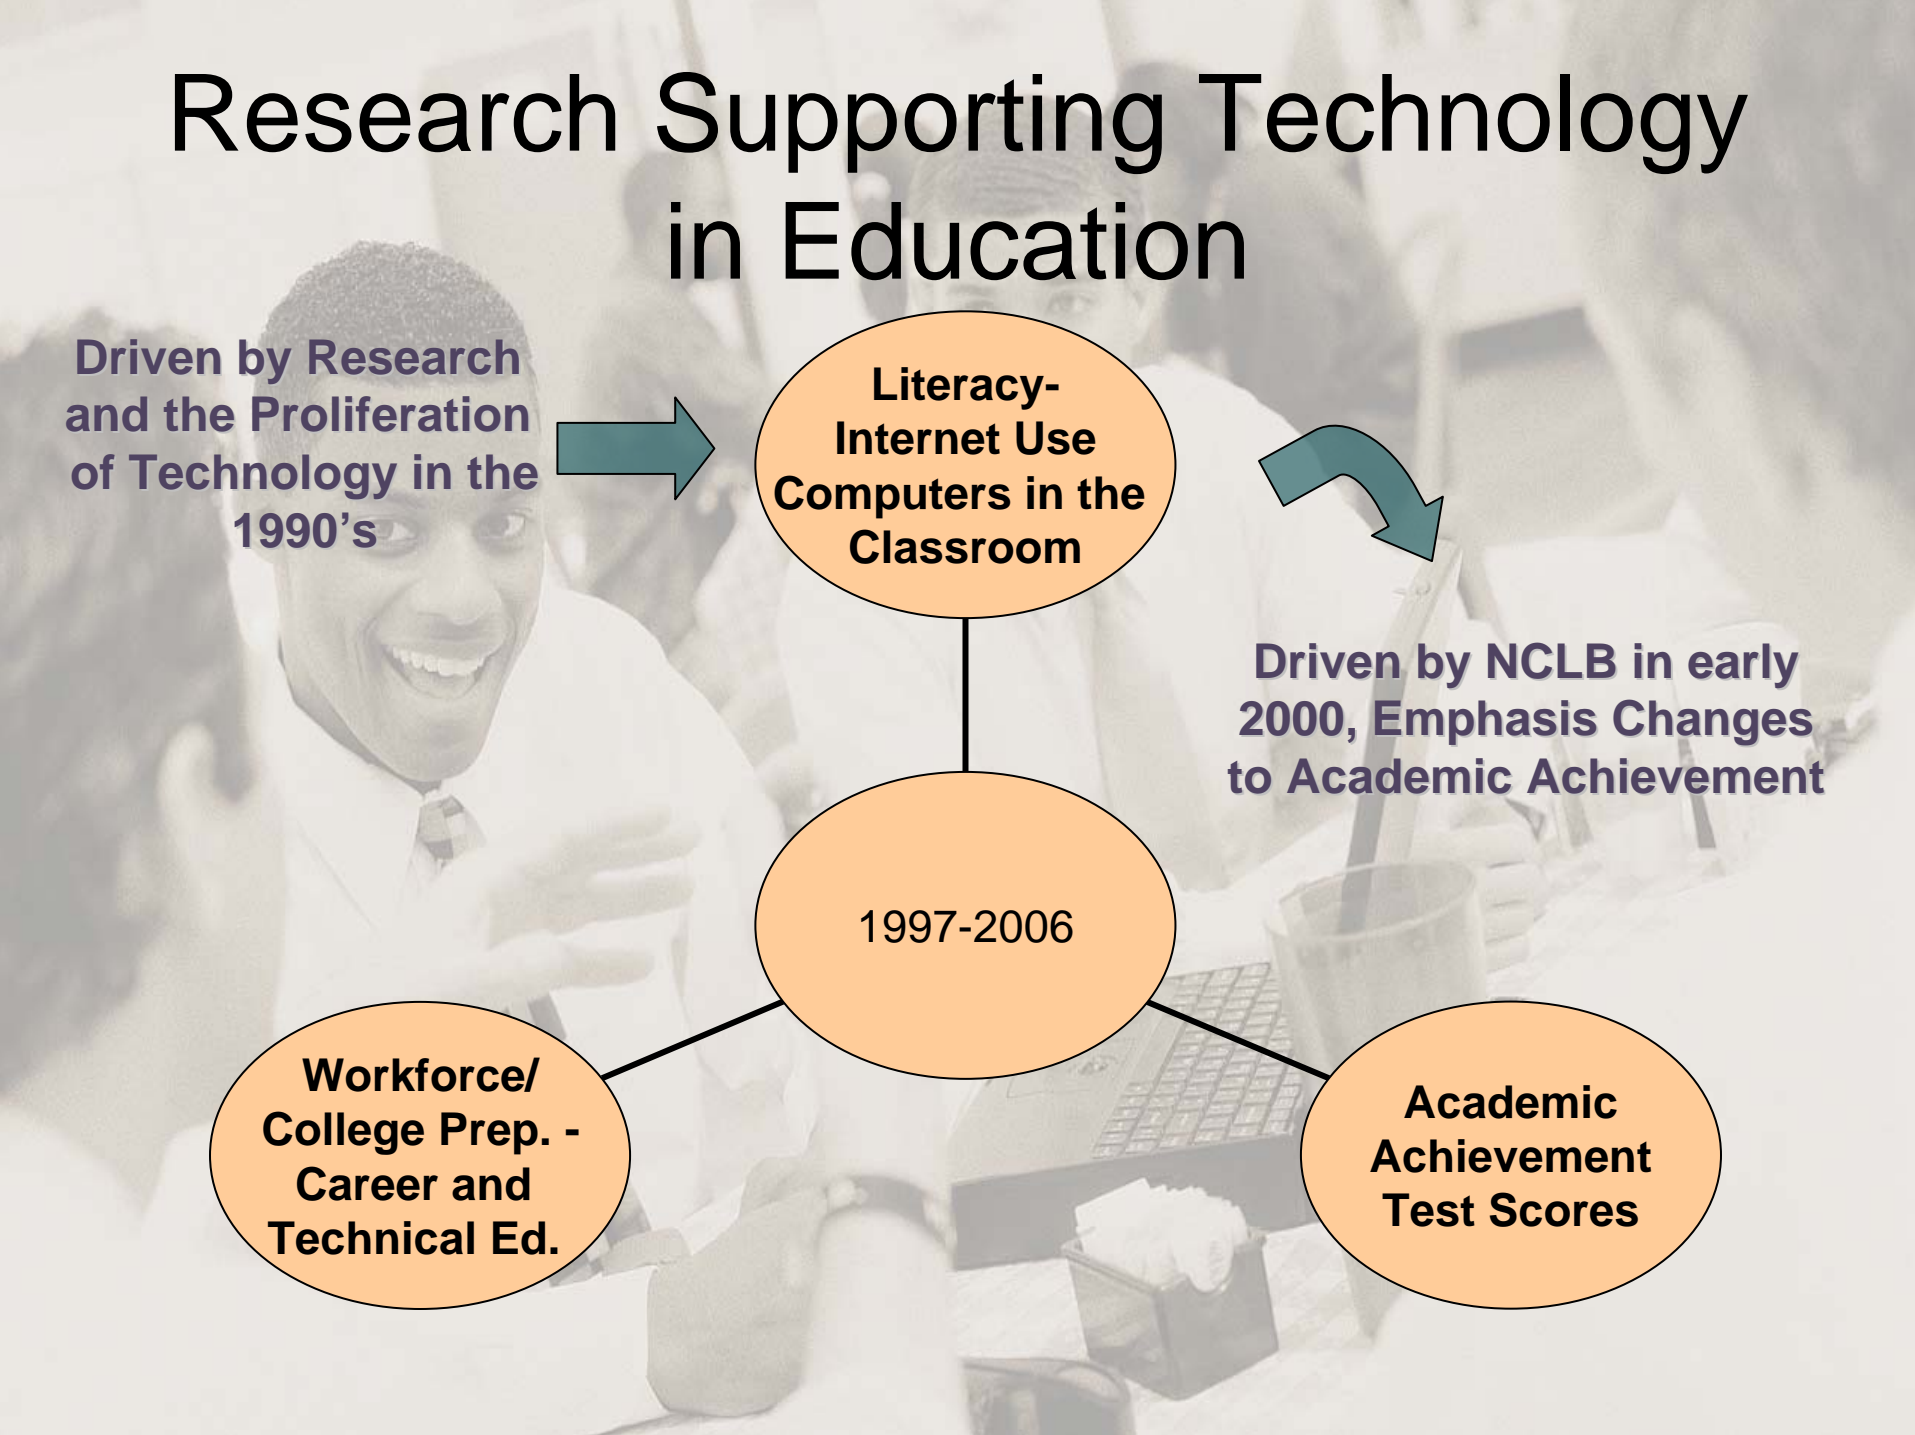 Research Supporting Technology
in Education
Driven by Research
and the Proliferation
of Technology in the
1990’s
Literacy-
Internet Use
Computers in the
Classroom
Driven by NCLB in early
2000, Emphasis Changes
to Academic Achievement
1997-2006
Workforce/
College Prep. -
Career and
Technical Ed.
Academic
Achievement
Test Scores